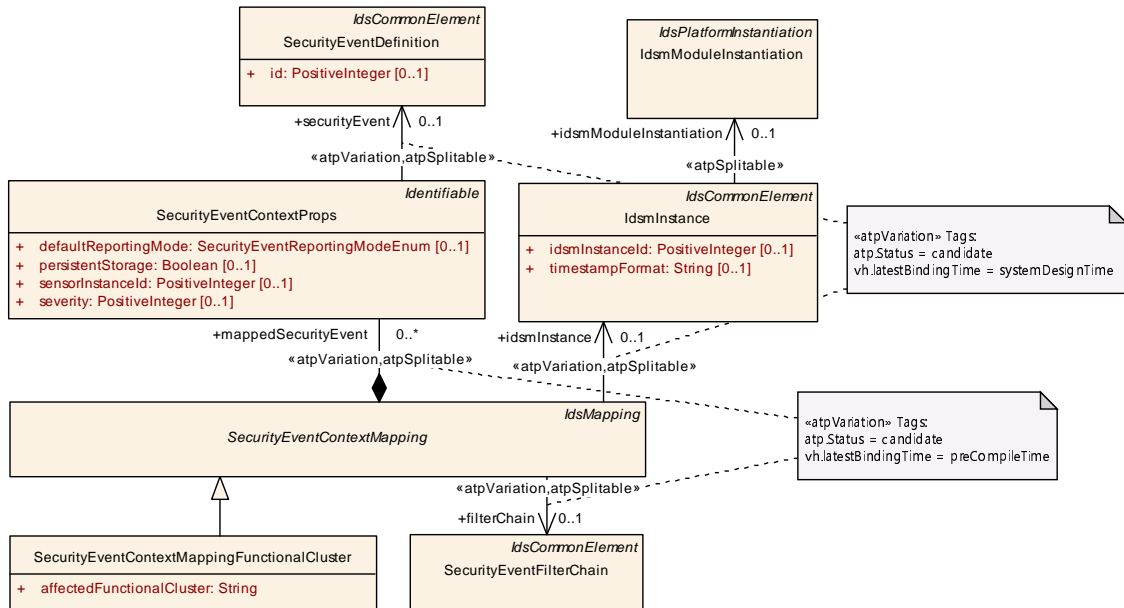 IdsCommonElement
SecurityEventDefinition
+ id: PositiveInteger [0..1]
IdsPlatformInstantiation
IdsmModuleInstantiation
+securityEvent 0..1
+idsmModuleInstantiation 0..1
«atpVariation,atpSplitable»
«atpSplitable»
Identifiable
SecurityEventContextProps
+ defaultReportingMode: SecurityEventReportingModeEnum [0..1]
+ persistentStorage: Boolean [0..1]
+ sensorInstanceId: PositiveInteger [0..1]
+ severity: PositiveInteger [0..1]
IdsCommonElement
IdsmInstance
+ idsmInstanceId: PositiveInteger [0..1]
+ timestampFormat: String [0..1]
«atpVariation» Tags:
atp.Status = candidate
vh.latestBindingTime = systemDesignTime
+mappedSecurityEvent 0..*
«atpVariation,atpSplitable»
+idsmInstance 0..1
«atpVariation,atpSplitable»
IdsMapping
SecurityEventContextMapping
«atpVariation» Tags:
atp.Status = candidate
vh.latestBindingTime = preCompileTime
«atpVariation,atpSplitable»
+filterChain 0..1
SecurityEventContextMappingFunctionalCluster
+ affectedFunctionalCluster: String
IdsCommonElement
SecurityEventFilterChain